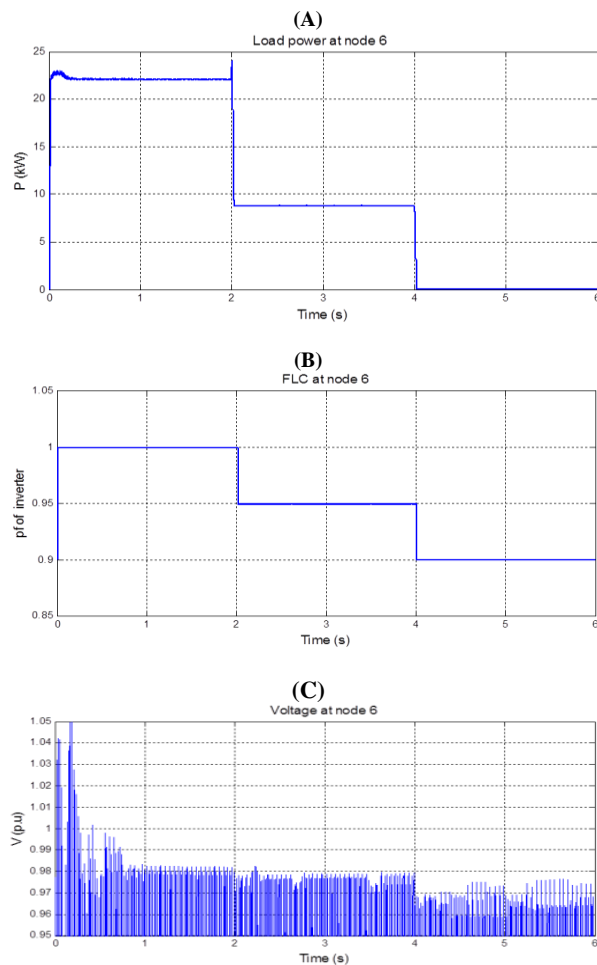 (A)
Load power at node 6
25
20
15
10
5
0
P (kW)
0 1 2 3 4 5 6
Time (s)
(B)
FLC at node 6
1.05
1
0.95
0.9
0.85
pf of inverter
0 1 2 3 4 5 6
Time (s)
(C)
Voltage at node 6
1.05
1.04
1.03
1.02
1.01
1
0.99
0.98
0.97
0.96
0.95
V (p.u)
0 1 2 3 4 5 6
Time (s)